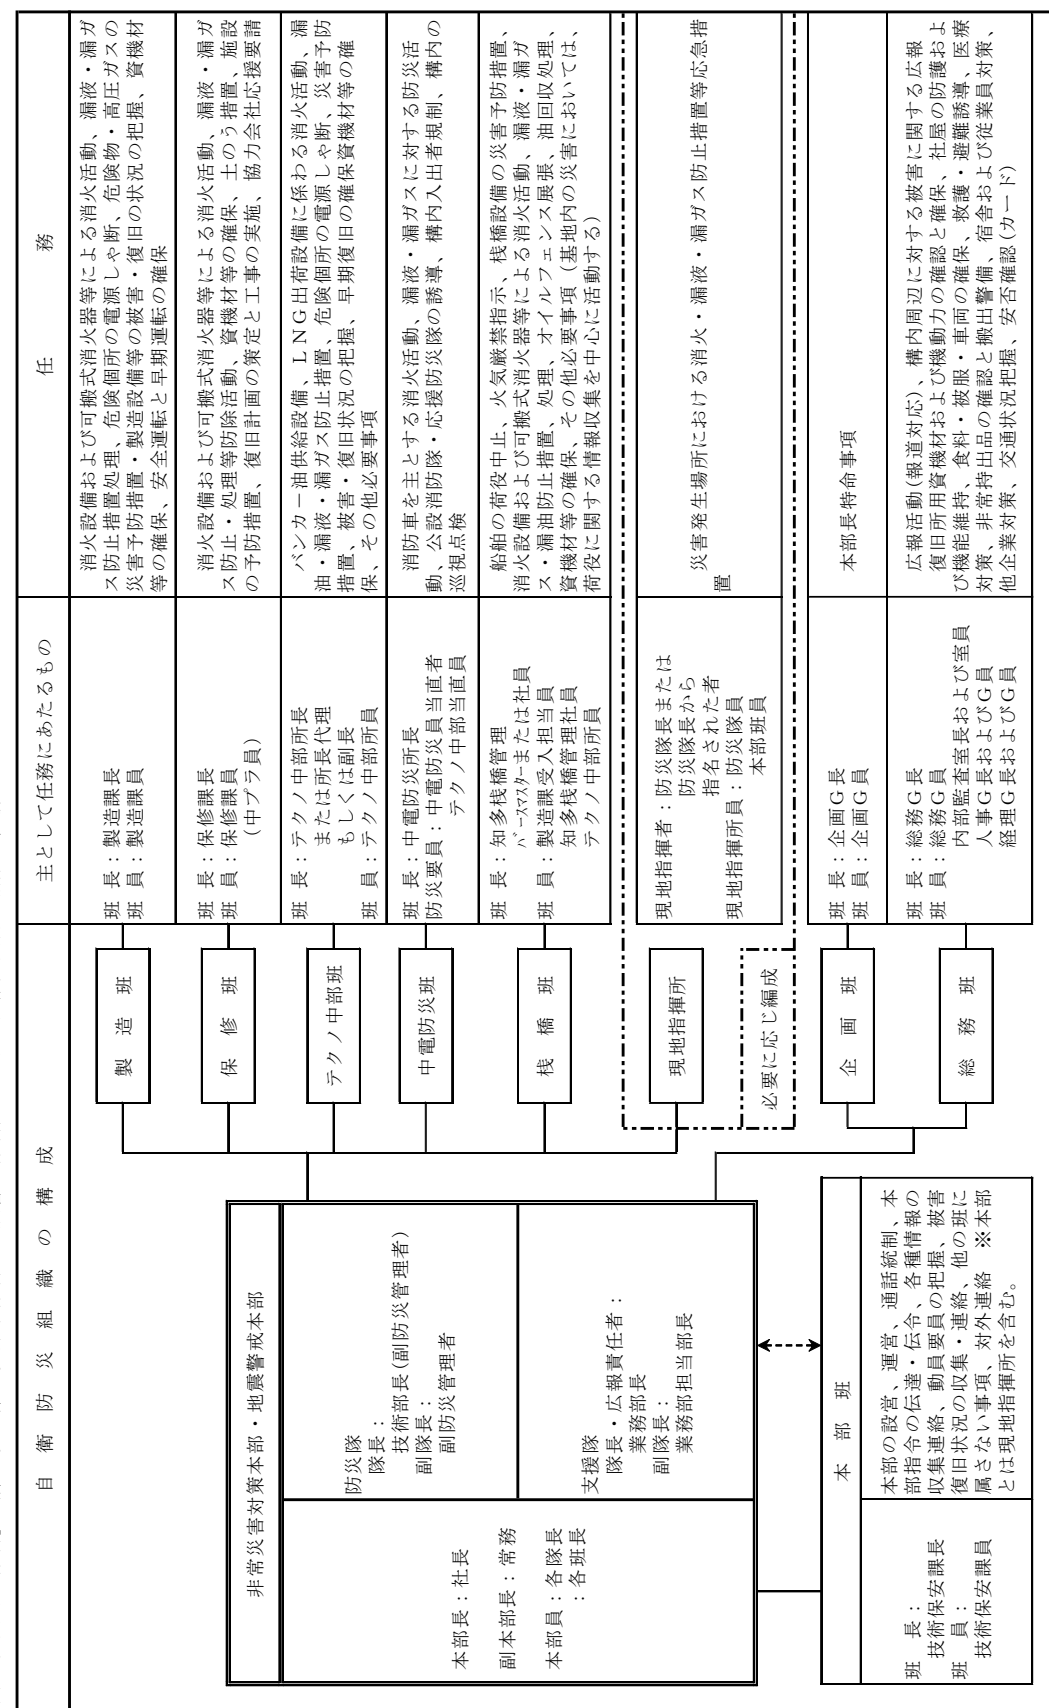 自衛防災組織の構成
主として任務にあたるもの
任務
非常災害対策本部・地震警戒本部
本部長：社長
副本部長：常務
本部員：各隊長
：各班長
防災隊
隊長：
技術部長(副防災管理者)
副隊長：
副防災管理者
支援隊
隊長・広報責任者：
業務部長
副隊長：
業務部担当部長
本部班
班長：
技術保安課長
班員：
技術保安課員
本部の設営、運営、通話統制、本
部指令の伝達・伝令、各種情報の
収集連絡、動員要員の把握、被害
復旧状況の収集・連絡、他の班に
属さない事項、対外連絡　※本部
とは現地指揮所を含む。
製造班
班長：製造課長
班員：製造課員
消火設備および可搬式消火器等による消火活動、漏液・漏ガ
ス防止措置処理、危険個所の電源しゃ断、危険物・高圧ガスの
災害予防措置・製造設備等の被害・復旧の状況の把握、資機材
等の確保、安全運転と早期運転の確保
保修班
班長：保修課長
班員：保修課員
(中プラ員)
消火設備および可搬式消火器等による消火活動、漏液・漏ガ
ス防止・処理等防除活動、資機材等の確保、土のう措置、施設
の予防措置、復旧計画の策定と工事の実施、協力会社応援要請
テクノ中部班
班長：テクノ中部所長
または所長代理
もしくは副長
班員：テクノ中部所員
バンカー油供給設備、ＬＮＧ出荷設備に係わる消火活動、漏
油・漏液・漏ガス防止措置、危険個所の電源しゃ断、災害予防
措置、被害・復旧状況の把握、早期復旧の確保資機材等の確
保、その他必要事項
中電防災班
班長：中電防災所長
防災要員：中電防災員当直者
テクノ中部当直員
消防車を主とする消火活動、漏液・漏ガスに対する防災活
動、公設消防隊・応援防災隊の誘導、構内入出者規制、構内の
巡視点検
桟橋班
班長：知多桟橋管理
バースマスターまたは社員
班員：製造課受入担当員
知多桟橋管理社員
テクノ中部所員
船舶の荷役中止、火気厳禁指示、桟橋設備の災害予防措置、
消火設備および可搬式消火器等による消火活動、漏液・漏ガ
ス・漏油防止措置、処理、オイルフェンス展張、油回収処理、
資機材等の確保、その他必要事項（基地内の災害においては、
荷役に関する情報収集を中心に活動する）
現地指揮所
必要に応じ編成
現地指揮者：防災隊長または
防災隊長から
指名された者
現地指揮所員：防災隊員
本部班員
災害発生場所における消火・漏液・漏ガス防止措置等応急措
置
企画班
班長：企画Ｇ長
班員：企画Ｇ員
本部長特命事項
総務班
班長：総務Ｇ長
班員：総務Ｇ員
内部監査室長および室員
人事Ｇ長およびＧ員
経理Ｇ長およびＧ員
広報活動(報道対応)、構内周辺に対する被害に関する広報
復旧所用資機材および機動力の確認と確保、社屋の防護およ
び機能維持、食料・被服・車両の確保、救護・避難誘導、医療
対策、非常持出品の確認と搬出警備、宿舎および従業員対策、
他企業対策、交通状況把握、安否確認(カード)